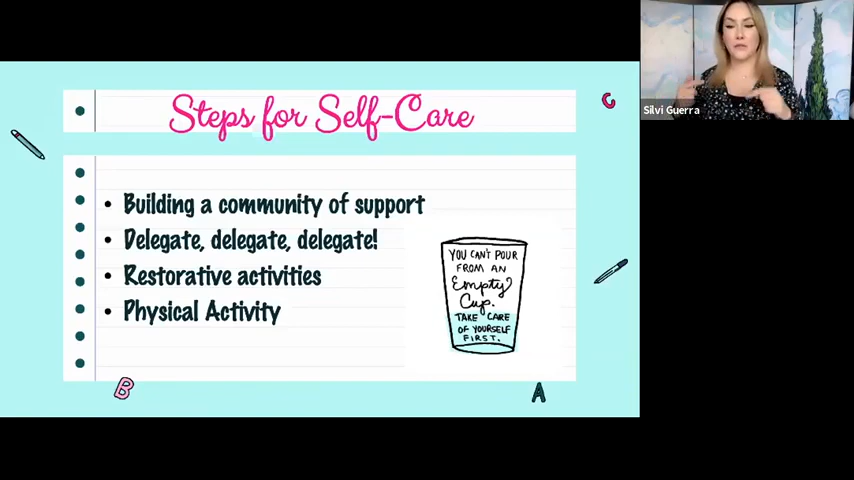 Steps for Self-Care
C
Silvi Guerra
• Building a community of support
• Delegate, delegate, delegate!
• Restorative activities
• Physical Activity
YOU CAN'T POUR
FROM AN
Empty
Cup.
TAKE CARE
OF YOURSELF
FIRST.
B
A